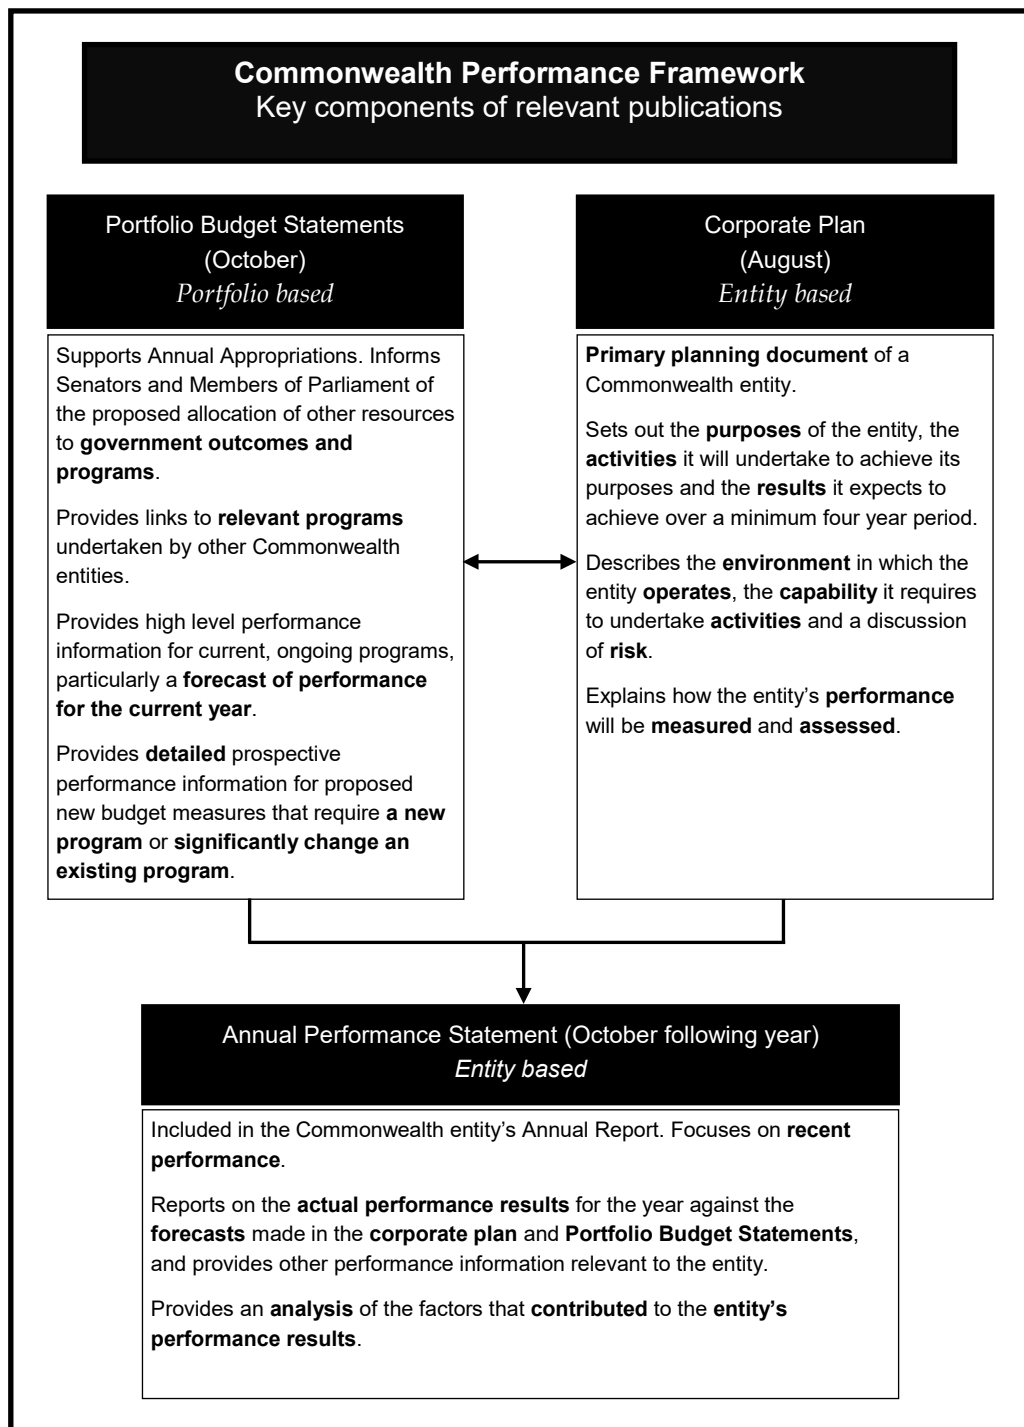 Commonwealth Performance Framework
Key components of relevant publications
Portfolio Budget Statements
(October)
Portfolio based
Supports Annual Appropriations. Informs
Senators and Members of Parliament of
the proposed allocation of other resources
to government outcomes and
programs.
Provides links to relevant programs
undertaken by other Commonwealth
entities.
Provides high level performance
information for current, ongoing programs,
particularly a forecast of performance
for the current year.
Provides detailed prospective
performance information for proposed
new budget measures that require a new
program or significantly change an
existing program.
Corporate Plan
(August)
Entity based
Primary planning document of a
Commonwealth entity.
Sets out the purposes of the entity, the
activities it will undertake to achieve its
purposes and the results it expects to
achieve over a minimum four year period.
Describes the environment in which the
entity operates, the capability it requires
to undertake activities and a discussion
of risk.
Explains how the entity’s performance
will be measured and assessed.
Annual Performance Statement (October following year)
Entity based
Included in the Commonwealth entity’s Annual Report. Focuses on recent
performance.
Reports on the actual performance results for the year against the
forecasts made in the corporate plan and Portfolio Budget Statements,
and provides other performance information relevant to the entity.
Provides an analysis of the factors that contributed to the entity’s
performance results.